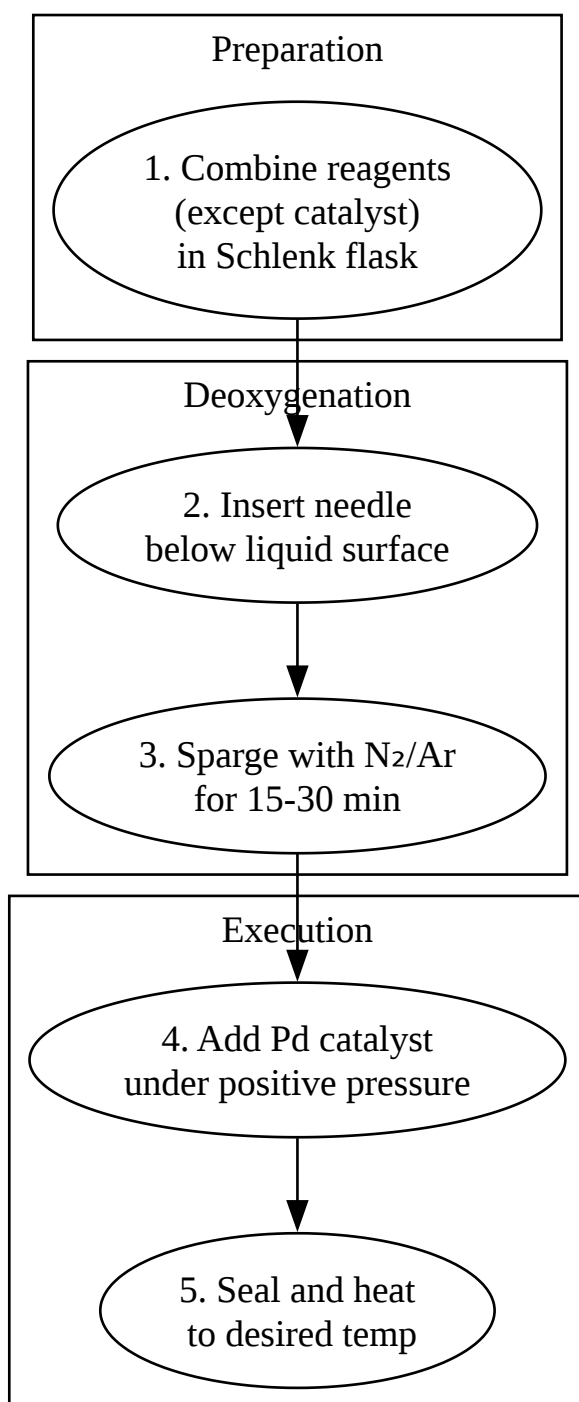 Preparation
1. Combine reagents
(except catalyst)
in Schlenk flask
Deoxygenation
2. Insert needle
below liquid surface
3. Sparge with N₂/Ar
for 15-30 min
Execution
4. Add Pd catalyst
under positive pressure
5. Seal and heat
to desired temp